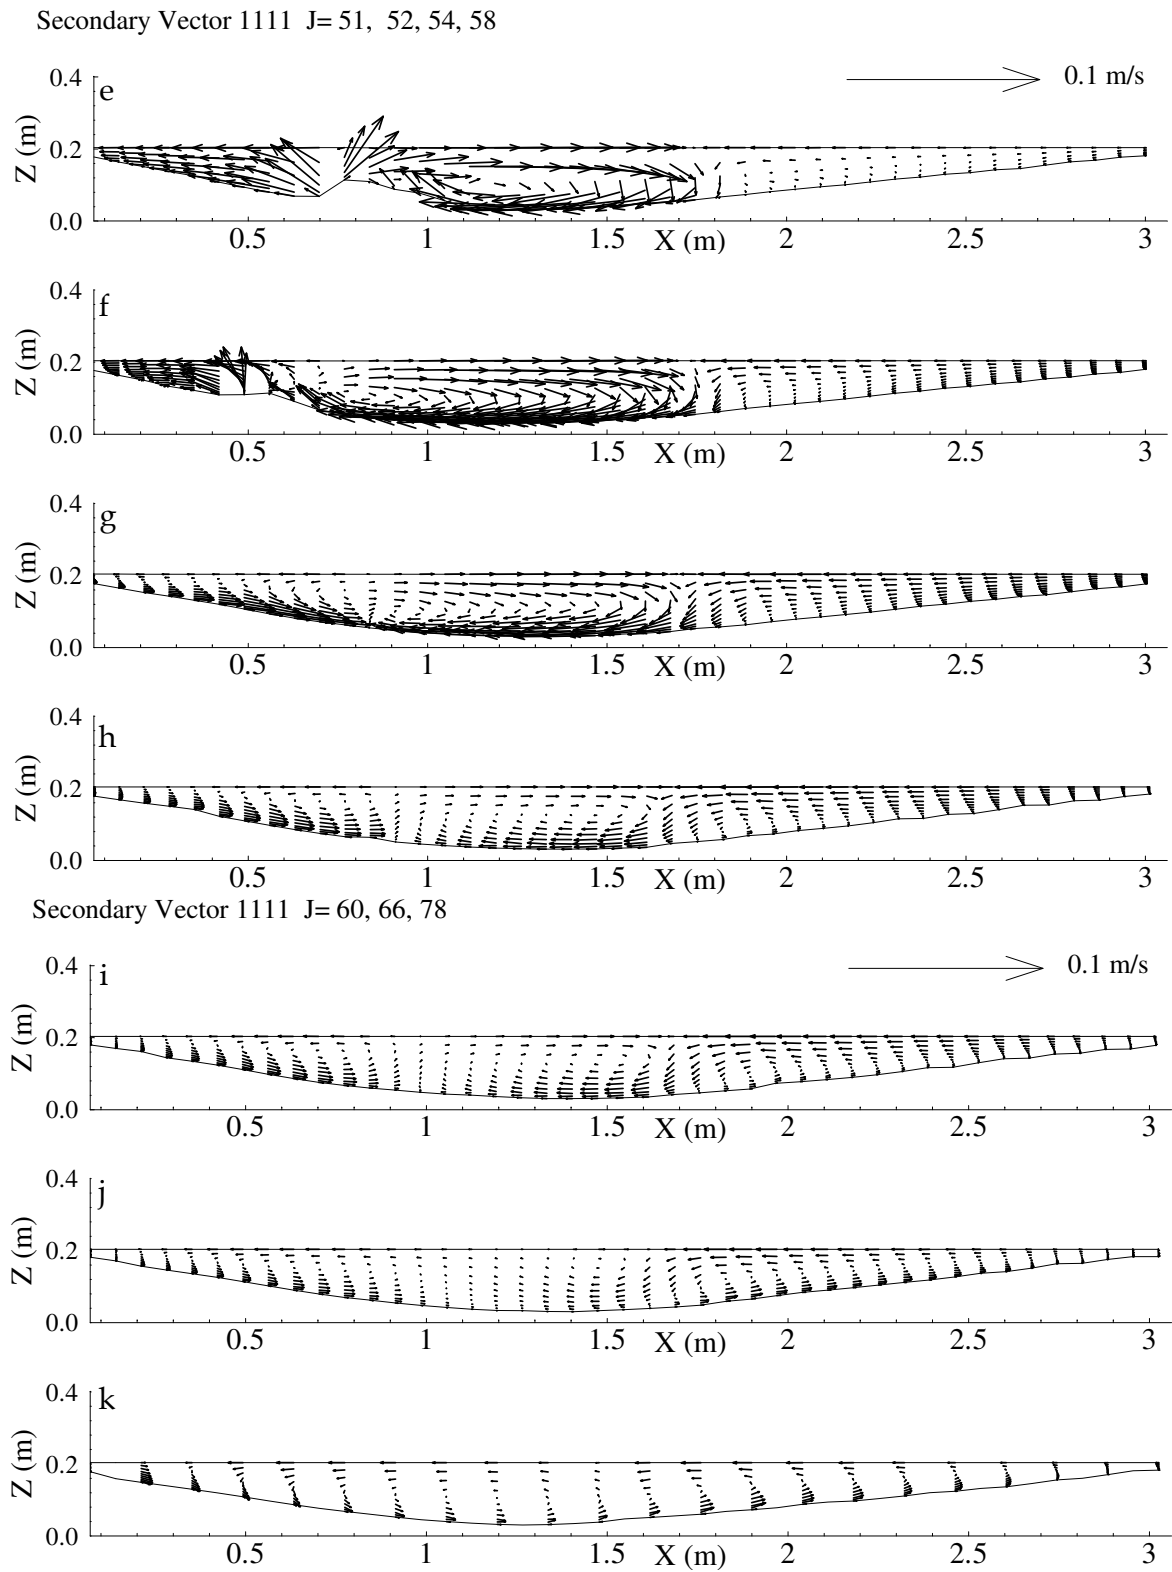 Secondary Vector 1111 J= 51, 52, 54, 58
0.4 e 0.1 m/s
0.2
Z (m)
0.0
0.5 1 1.5 X (m) 2 2.5 3
0.4 f
0.2
Z (m)
0.0
0.5 1 1.5 X (m) 2 2.5 3
0.4 g
0.2
Z (m)
0.0
0.5 1 1.5 X (m) 2 2.5 3
0.4 h
0.2
Z (m)
0.0
0.5 1 1.5 X (m) 2 2.5 3
Secondary Vector 1111 J= 60, 66, 78
0.4 i 0.1 m/s
0.2
Z (m)
0.0
0.5 1 1.5 X (m) 2 2.5 3
0.4 j
0.2
Z (m)
0.0
0.5 1 1.5 X (m) 2 2.5 3
0.4 k
0.2
Z (m)
0.0
0.5 1 1.5 X (m) 2 2.5 3